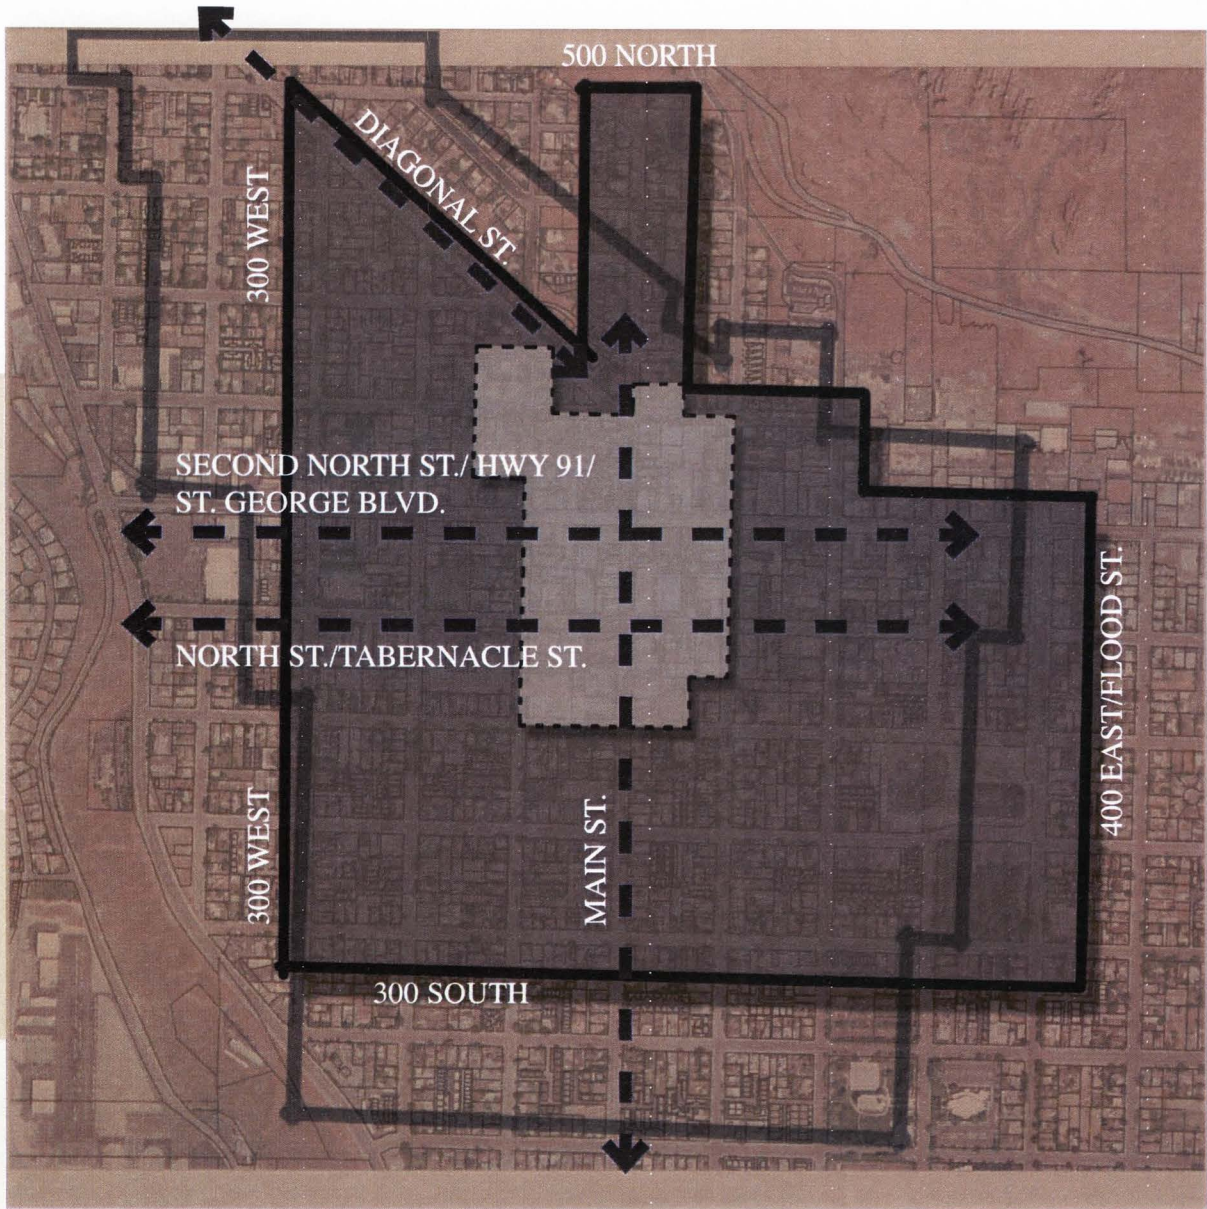 500 NORTH
DIAGONAL ST.
300 WEST
SECOND NORTH ST./ HWY 91/
ST. GEORGE BLVD.
NORTH ST./TABERNACLE ST.
400 EAST/FLOOD ST.
300 WEST
MAIN ST.
300 SOUTH